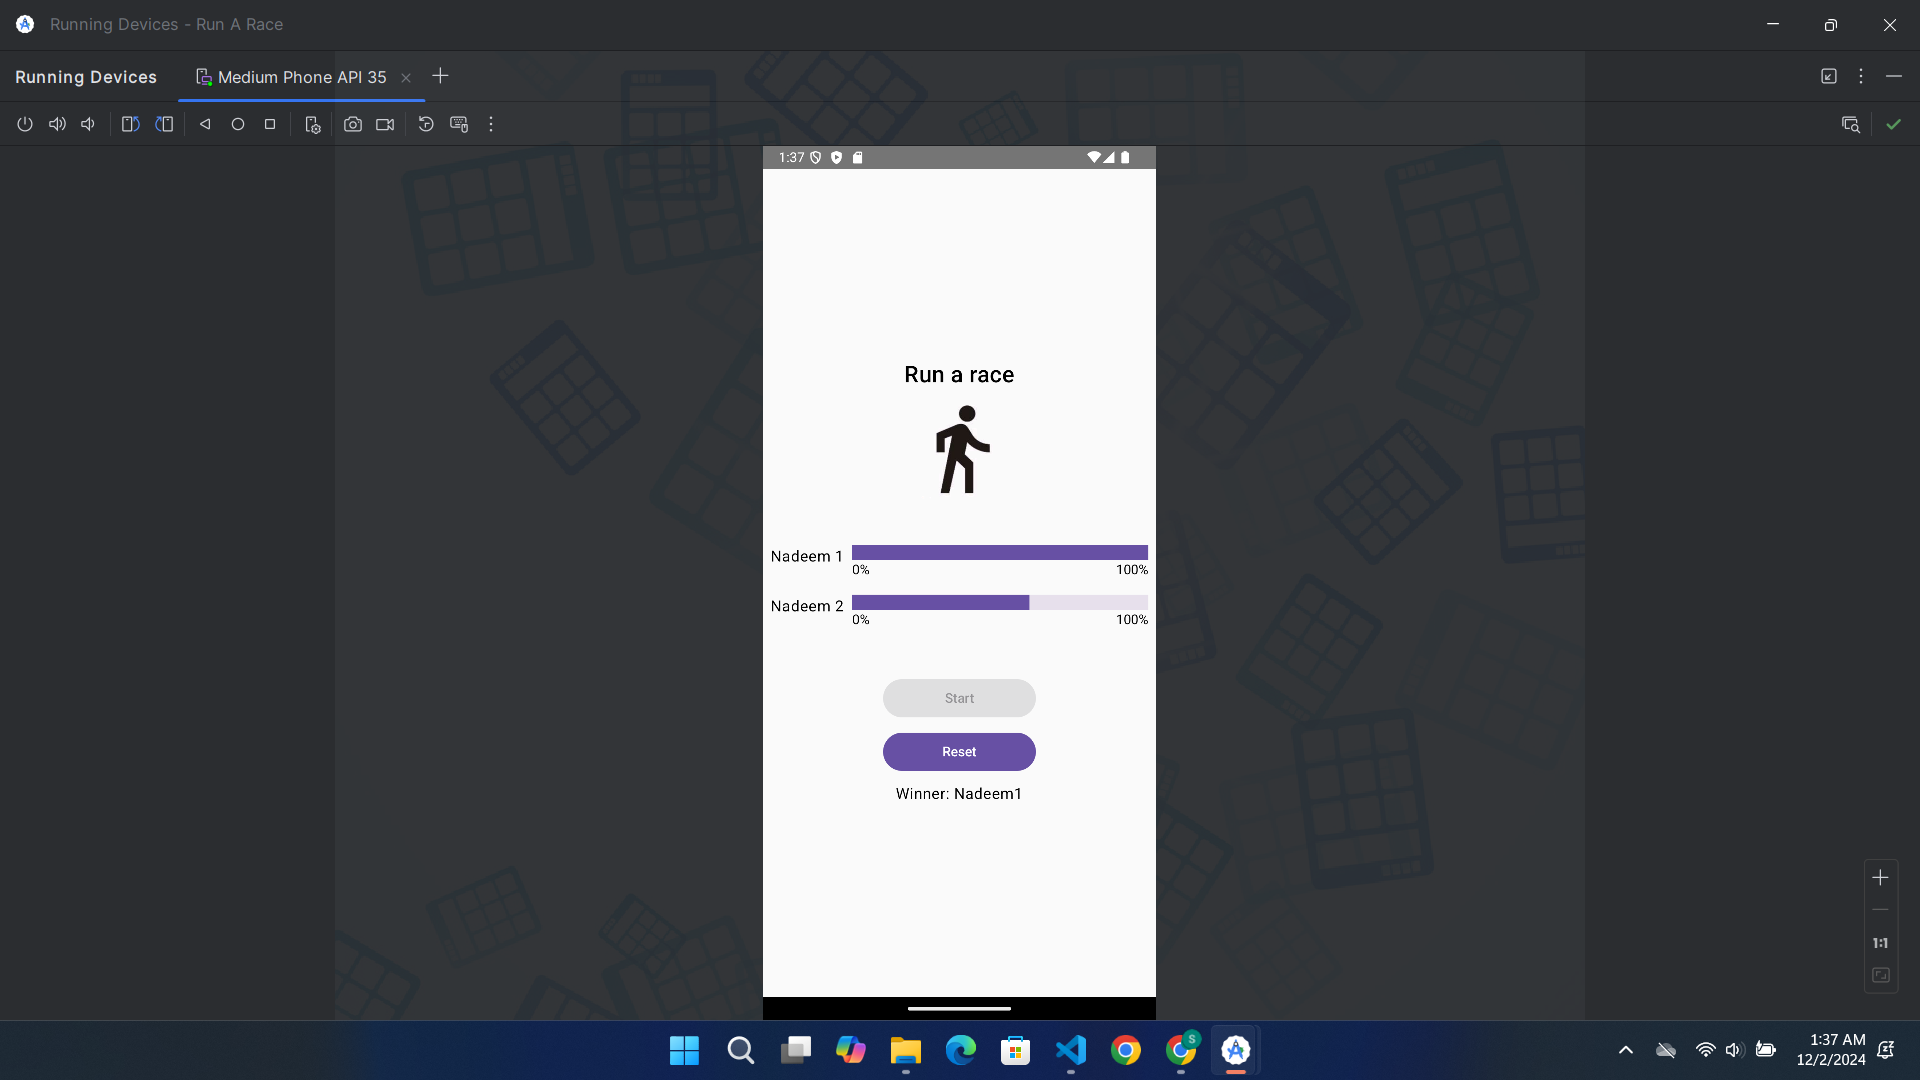 Running Devices - Run A Race
Running Devices
Medium Phone API 35
1:37
Run a race
Nadeem 1
0%
100%
Nadeem 2
0%
100%
Start
Reset
Winner: Nadeem1
1:1
S
1:37 AM
12/2/2024